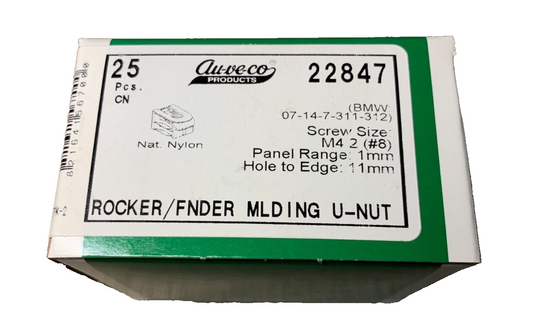 25
Pcs.
CN
au-ve-co
PRODUCTS
22847
(BMW:
07-14-7-311-312)
Screw Size:
M4.2 (#8)
Panel Range: 1mm
Hole to Edge: 11mm
Nat. Nylon
ROCKER/FNDER MLDING U-NUT